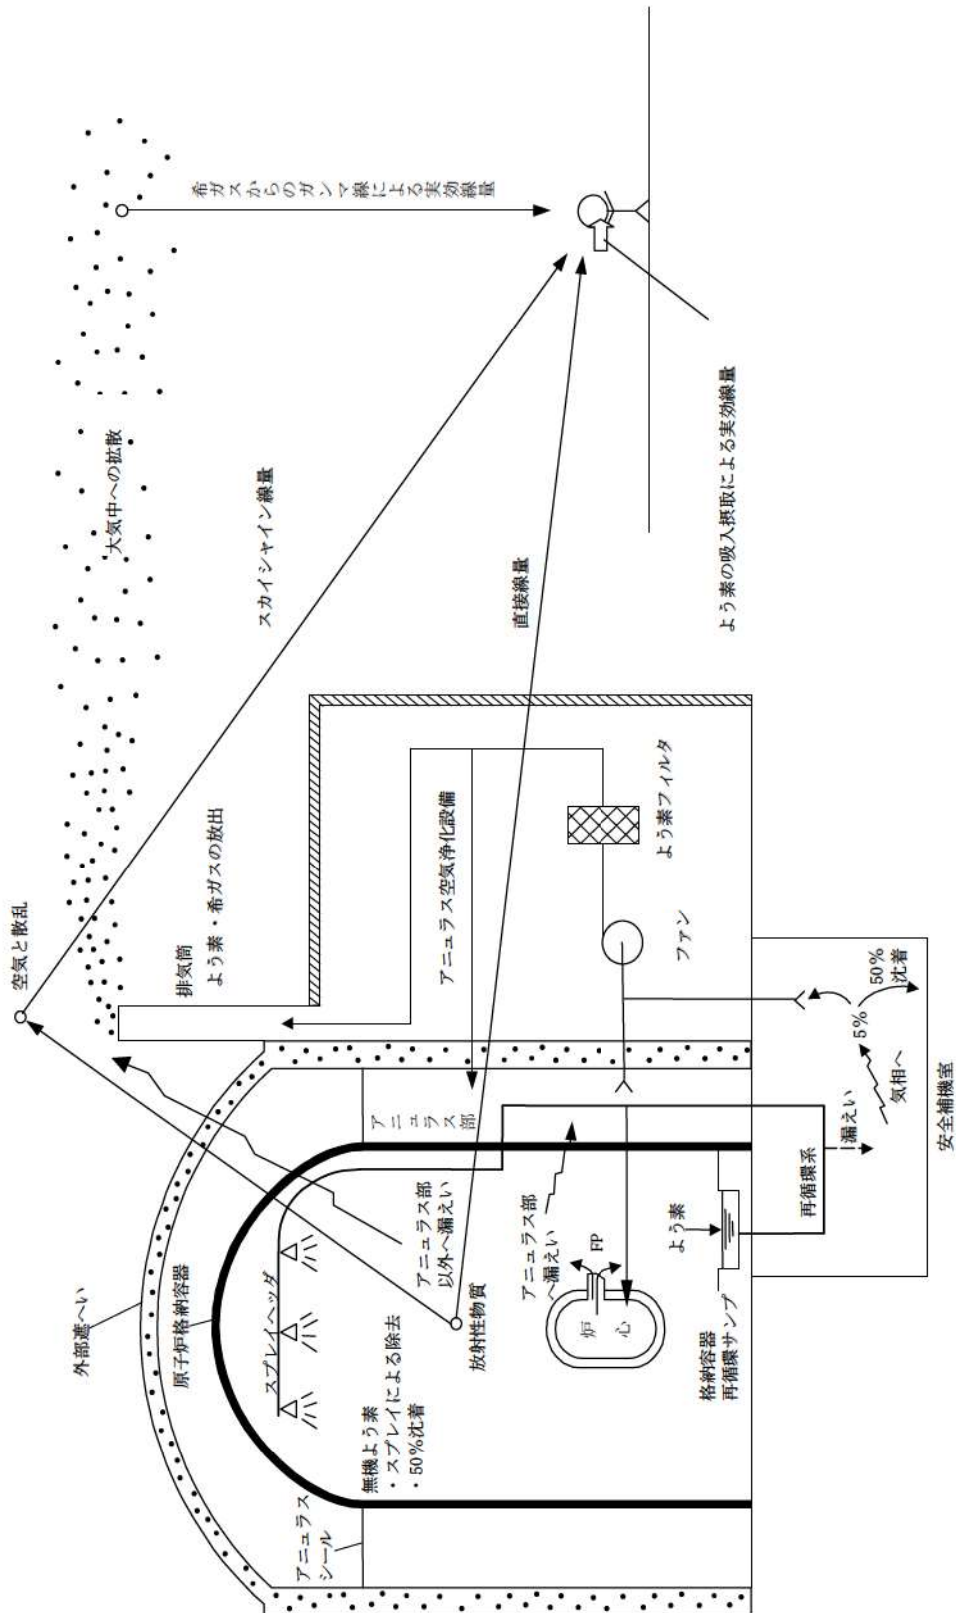 外部遮へい
原子炉格納容器
スプレイヘッダ
アニュラス
シール
無機よう素
・スプレイによる除去
・50%沈着
放射性物質
アニュラス部
以外へ漏えい
アニュラス部
アニュラス部
へ漏えい
FP
炉
心
よう素
格納容器
再循環サンプ
再循環系
漏えい
気相へ
5%
50%
沈着
安全補機室
空気と散乱
排気筒
よう素・希ガスの放出
アニュラス空気浄化設備
ファン
よう素フィルタ
大気中への拡散
スカイシャイン線量
直接線量
希ガスからのガンマ線による実効線量
よう素の吸入摂取による実効線量